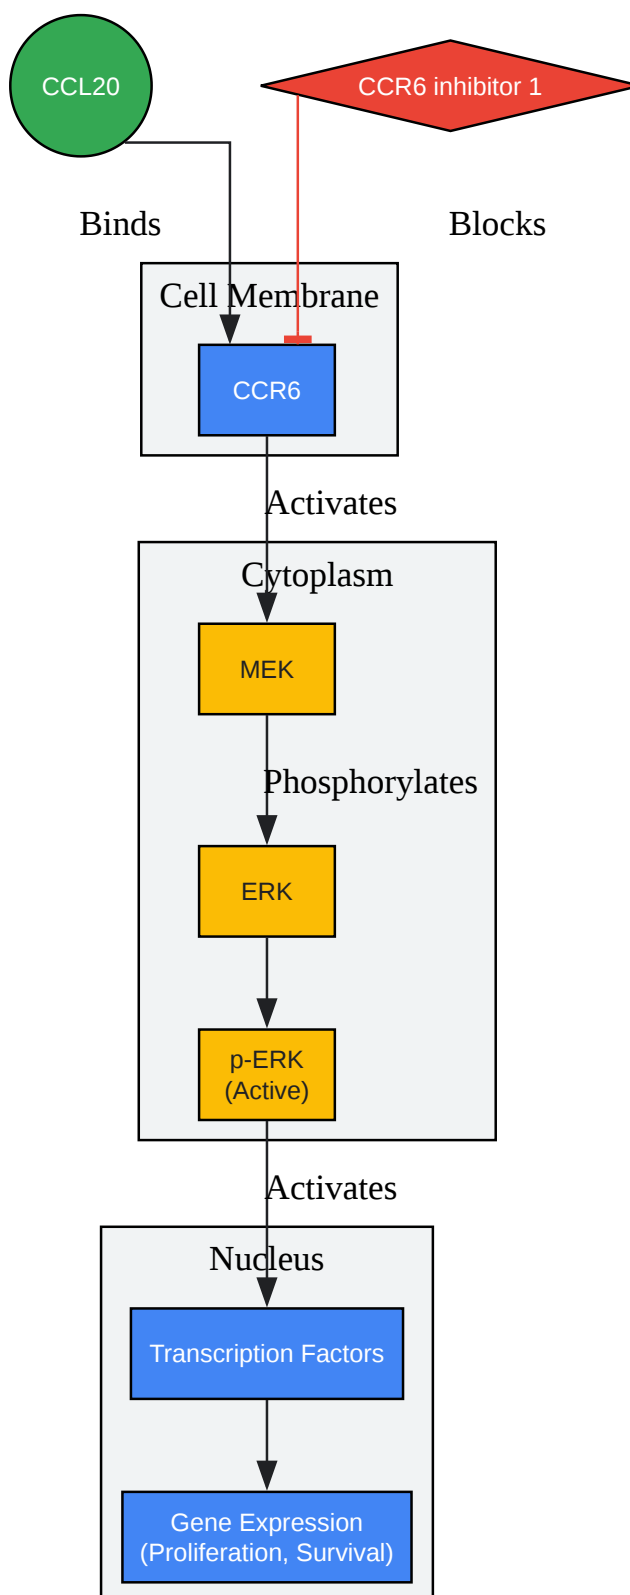 CCL20
CCR6 inhibitor 1
Binds
Blocks
Cell Membrane
CCR6
Activates
Cytoplasm
MEK
Phosphorylates
ERK
p-ERK
(Active)
Activates
Nucleus
Transcription Factors
Gene Expression
(Proliferation, Survival)